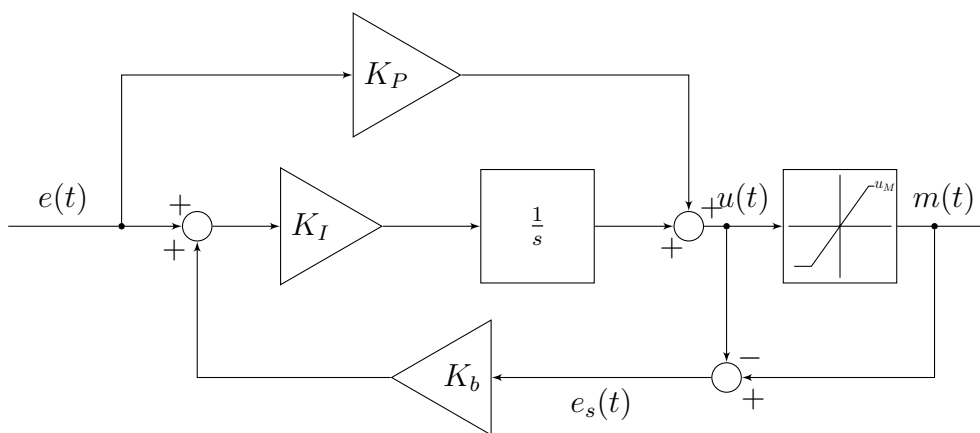 K_P
e(t)
+
+
K_I
1/s
+
+
u(t)
u_M
m(t)
K_b
e_s(t)
−
+